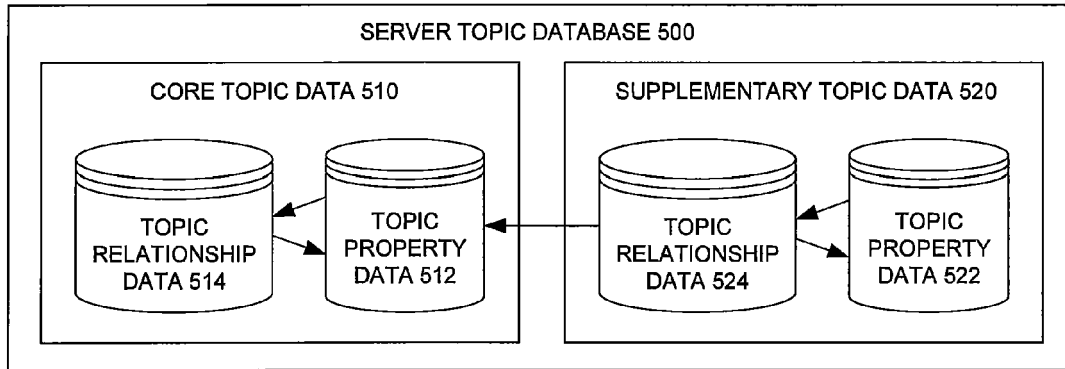 SERVER TOPIC DATABASE 500
CORE TOPIC DATA 510
TOPIC
RELATIONSHIP
DATA 514
TOPIC
PROPERTY
DATA 512
SUPPLEMENTARY TOPIC DATA 520
TOPIC
RELATIONSHIP
DATA 524
TOPIC
PROPERTY
DATA 522